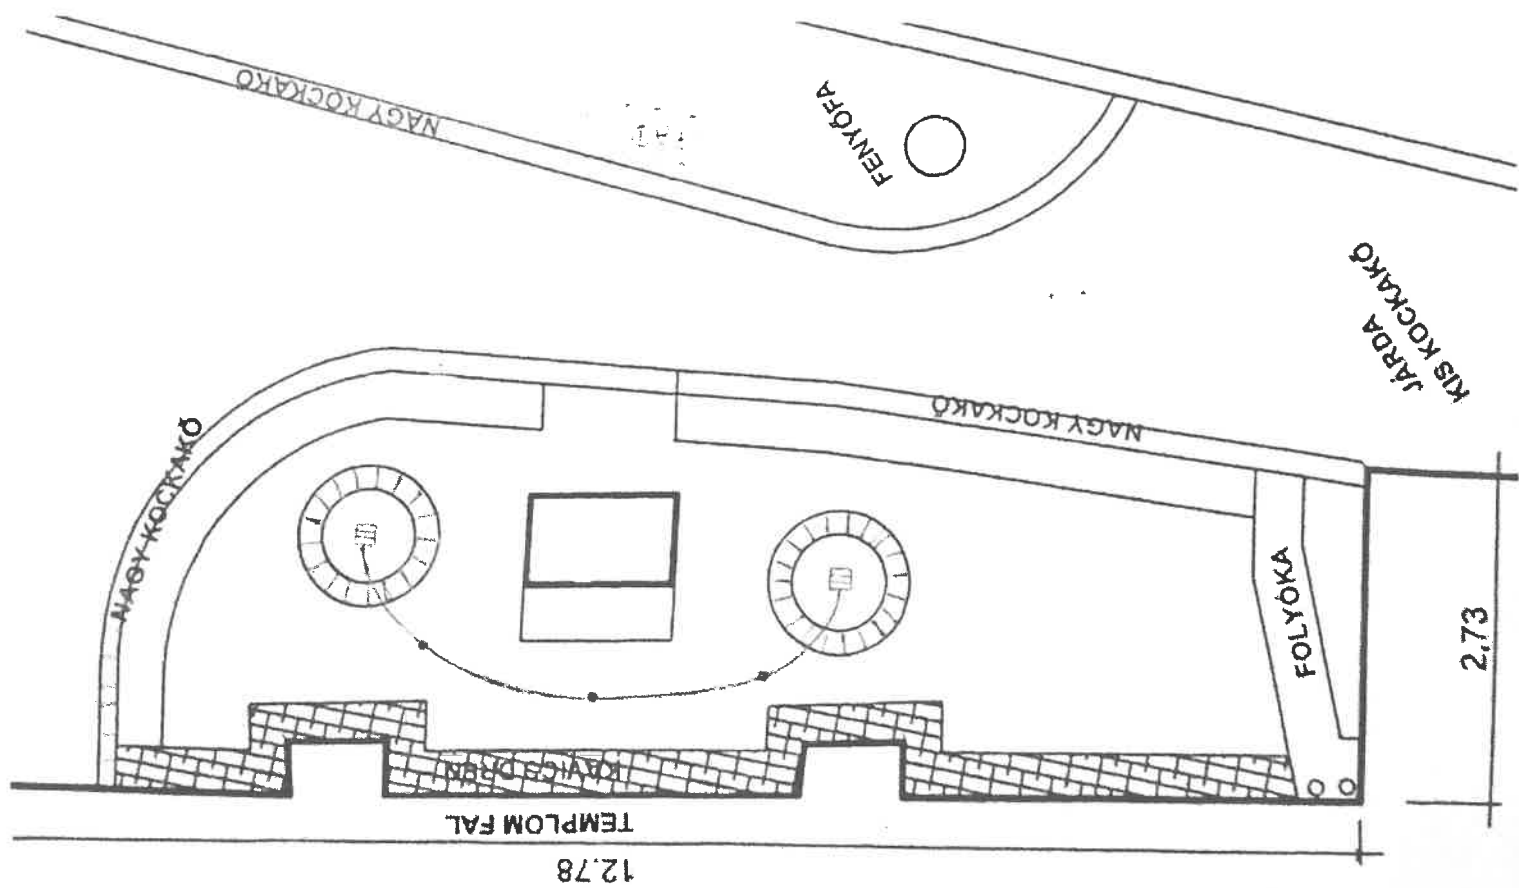 NAGY KOCKAKŐ
FENYŐFA
JÁRDA
KIS KOCKAKŐ
NAGY KOCKAKŐ
NAGY KOCKAKŐ
FOLYÓKA
2,73
KAVICS DRÉN
TEMPLOM FAL
12.78